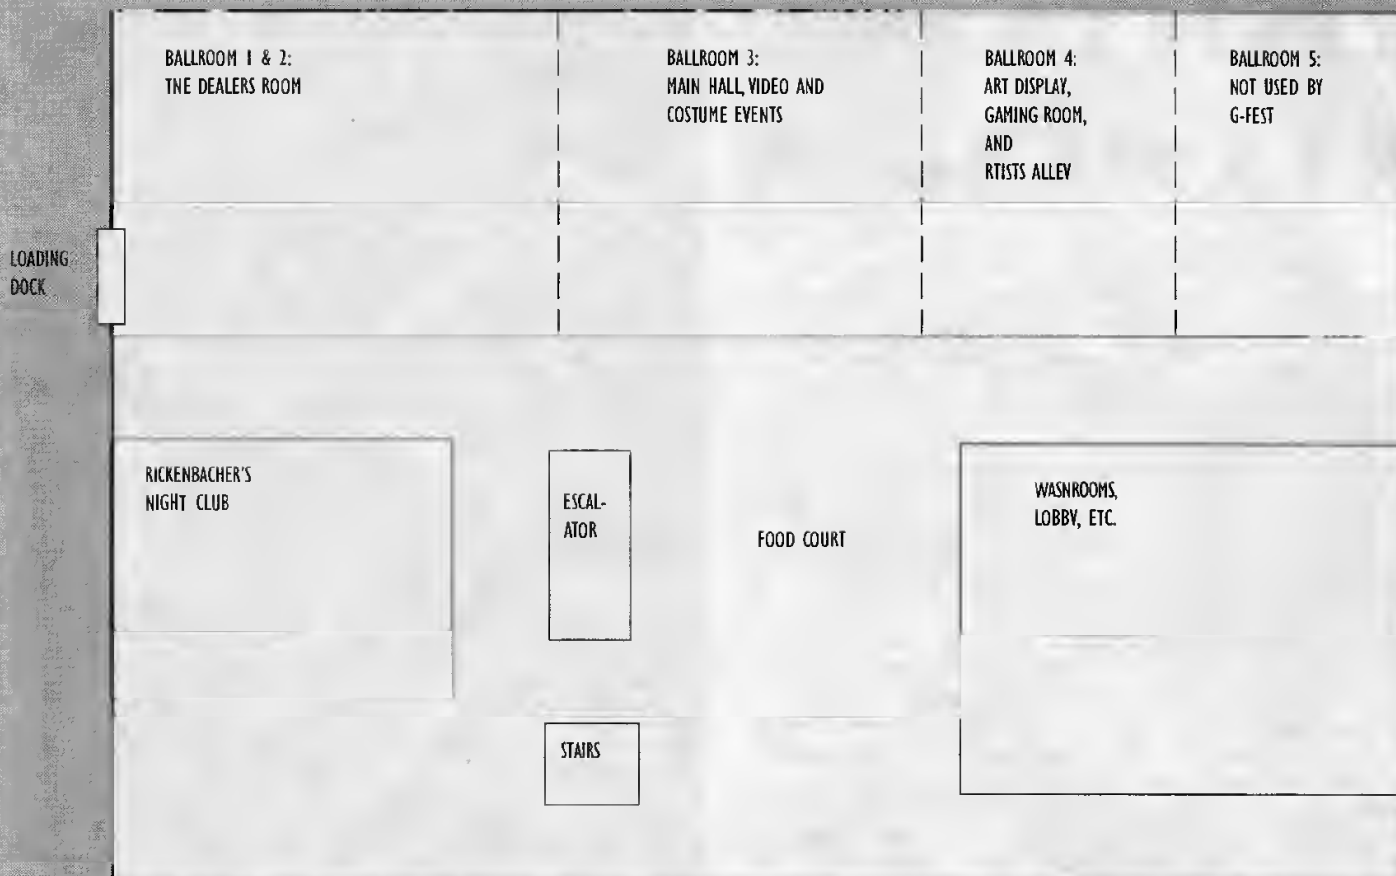 BALLROOM 1 & 2:
TNE DEALERS ROOM
BALLROOM 3:
MAIN HALL, VIDEO AND
COSTUME EVENTS
BALLROOM 4:
ART DISPLAY,
GAMING ROOM,
AND
RTISTS ALLEV
BALLROOM 5:
NOT USED BY
G-FEST
LOADING
DOCK
RICKENBACHER'S
NIGHT CLUB
ESCAL-
ATOR
FOOD COURT
WASNROOMS,
LOBBV, ETC.
STAIRS